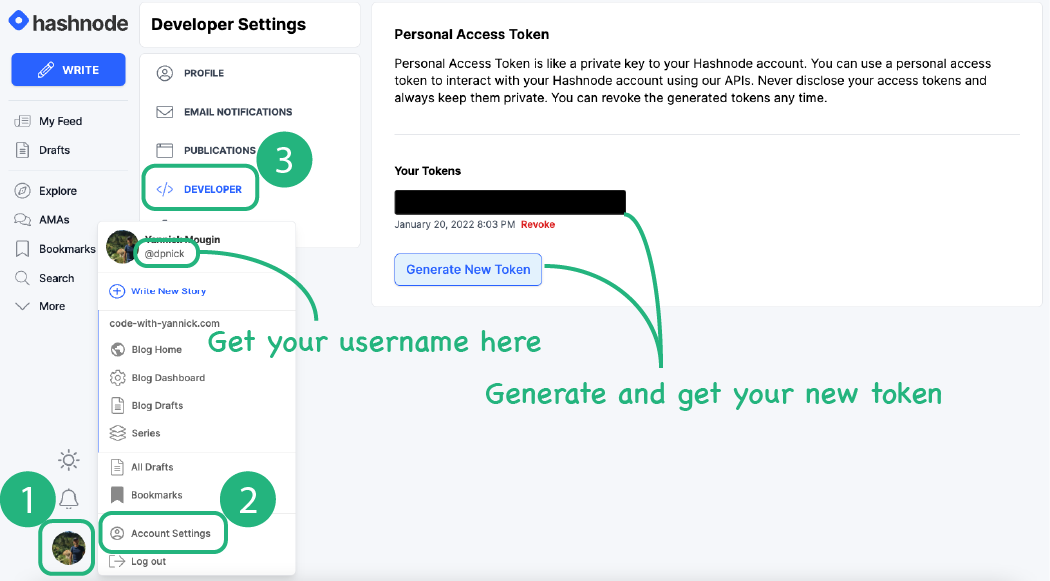 hashnode
WRITE
My Feed
Drafts
Explore
AMAs
Bookmarks
Search
More
Developer Settings
PROFILE
EMAIL NOTIFICATIONS
PUBLICATIONS
3
</> DEVELOPER
Yannick Mougin
@dpnick
Write New Story
code-with-yannick.com
Blog Home
Blog Dashboard
Blog Drafts
Series
All Drafts
Bookmarks
1
2
Account Settings
Log out
Personal Access Token
Personal Access Token is like a private key to your Hashnode account. You can use a personal access
token to interact with your Hashnode account using our APIs. Never disclose your access tokens and
always keep them private. You can revoke the generated tokens any time.
Your Tokens
January 20, 2022 8:03 PM Revoke
Generate New Token
Get your username here
Generate and get your new token